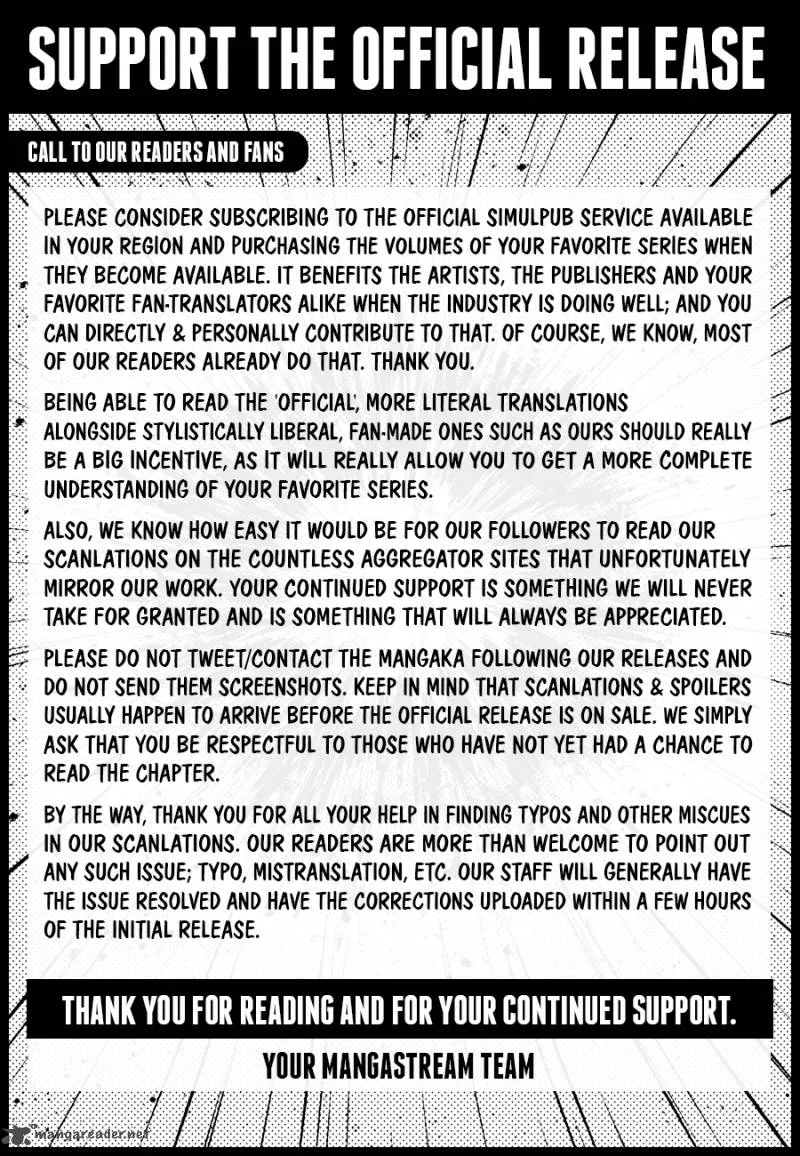 SUPPORT THE OFFICIAL RELEASE
CALL TO OUR READERS AND FANS
PLEASE CONSIDER SUBSCRIBING TO THE OFFICIAL SIMULPUB SERVICE AVAILABLE
IN YOUR REGION AND PURCHASING THE VOLUMES OF YOUR FAVORITE SERIES WHEN
THEY BECOME AVAILABLE. IT BENEFITS THE ARTISTS, THE PUBLISHERS AND YOUR
FAVORITE FAN-TRANSLATORS ALIKE WHEN THE INDUSTRY IS DOING WELL; AND YOU
CAN DIRECTLY & PERSONALLY CONTRIBUTE TO THAT. OF COURSE, WE KNOW, MOST
OF OUR READERS ALREADY DO THAT. THANK YOU.
BEING ABLE TO READ THE 'OFFICIAL', MORE LITERAL TRANSLATIONS
ALONGSIDE STYLISTICALLY LIBERAL, FAN-MADE ONES SUCH AS OURS SHOULD REALLY
BE A BIG INCENTIVE, AS IT WILL REALLY ALLOW YOU TO GET A MORE COMPLETE
UNDERSTANDING OF YOUR FAVORITE SERIES.
ALSO, WE KNOW HOW EASY IT WOULD BE FOR OUR FOLLOWERS TO READ OUR
SCANLATIONS ON THE COUNTLESS AGGREGATOR SITES THAT UNFORTUNATELY
MIRROR OUR WORK. YOUR CONTINUED SUPPORT IS SOMETHING WE WILL NEVER
TAKE FOR GRANTED AND IS SOMETHING THAT WILL ALWAYS BE APPRECIATED.
PLEASE DO NOT TWEET/CONTACT THE MANGAKA FOLLOWING OUR RELEASES AND
DO NOT SEND THEM SCREENSHOTS. KEEP IN MIND THAT SCANLATIONS & SPOILERS
USUALLY HAPPEN TO ARRIVE BEFORE THE OFFICIAL RELEASE IS ON SALE. WE SIMPLY
ASK THAT YOU BE RESPECTFUL TO THOSE WHO HAVE NOT YET HAD A CHANCE TO
READ THE CHAPTER.
BY THE WAY, THANK YOU FOR ALL YOUR HELP IN FINDING TYPOS AND OTHER MISCUES
IN OUR SCANLATIONS. OUR READERS ARE MORE THAN WELCOME TO POINT OUT
ANY SUCH ISSUE; TYPO, MISTRANSLATION, ETC. OUR STAFF WILL GENERALLY HAVE
THE ISSUE RESOLVED AND HAVE THE CORRECTIONS UPLOADED WITHIN A FEW HOURS
OF THE INITIAL RELEASE.
THANK YOU FOR READING AND FOR YOUR CONTINUED SUPPORT.
YOUR MANGASTREAM TEAM
mangareader.net